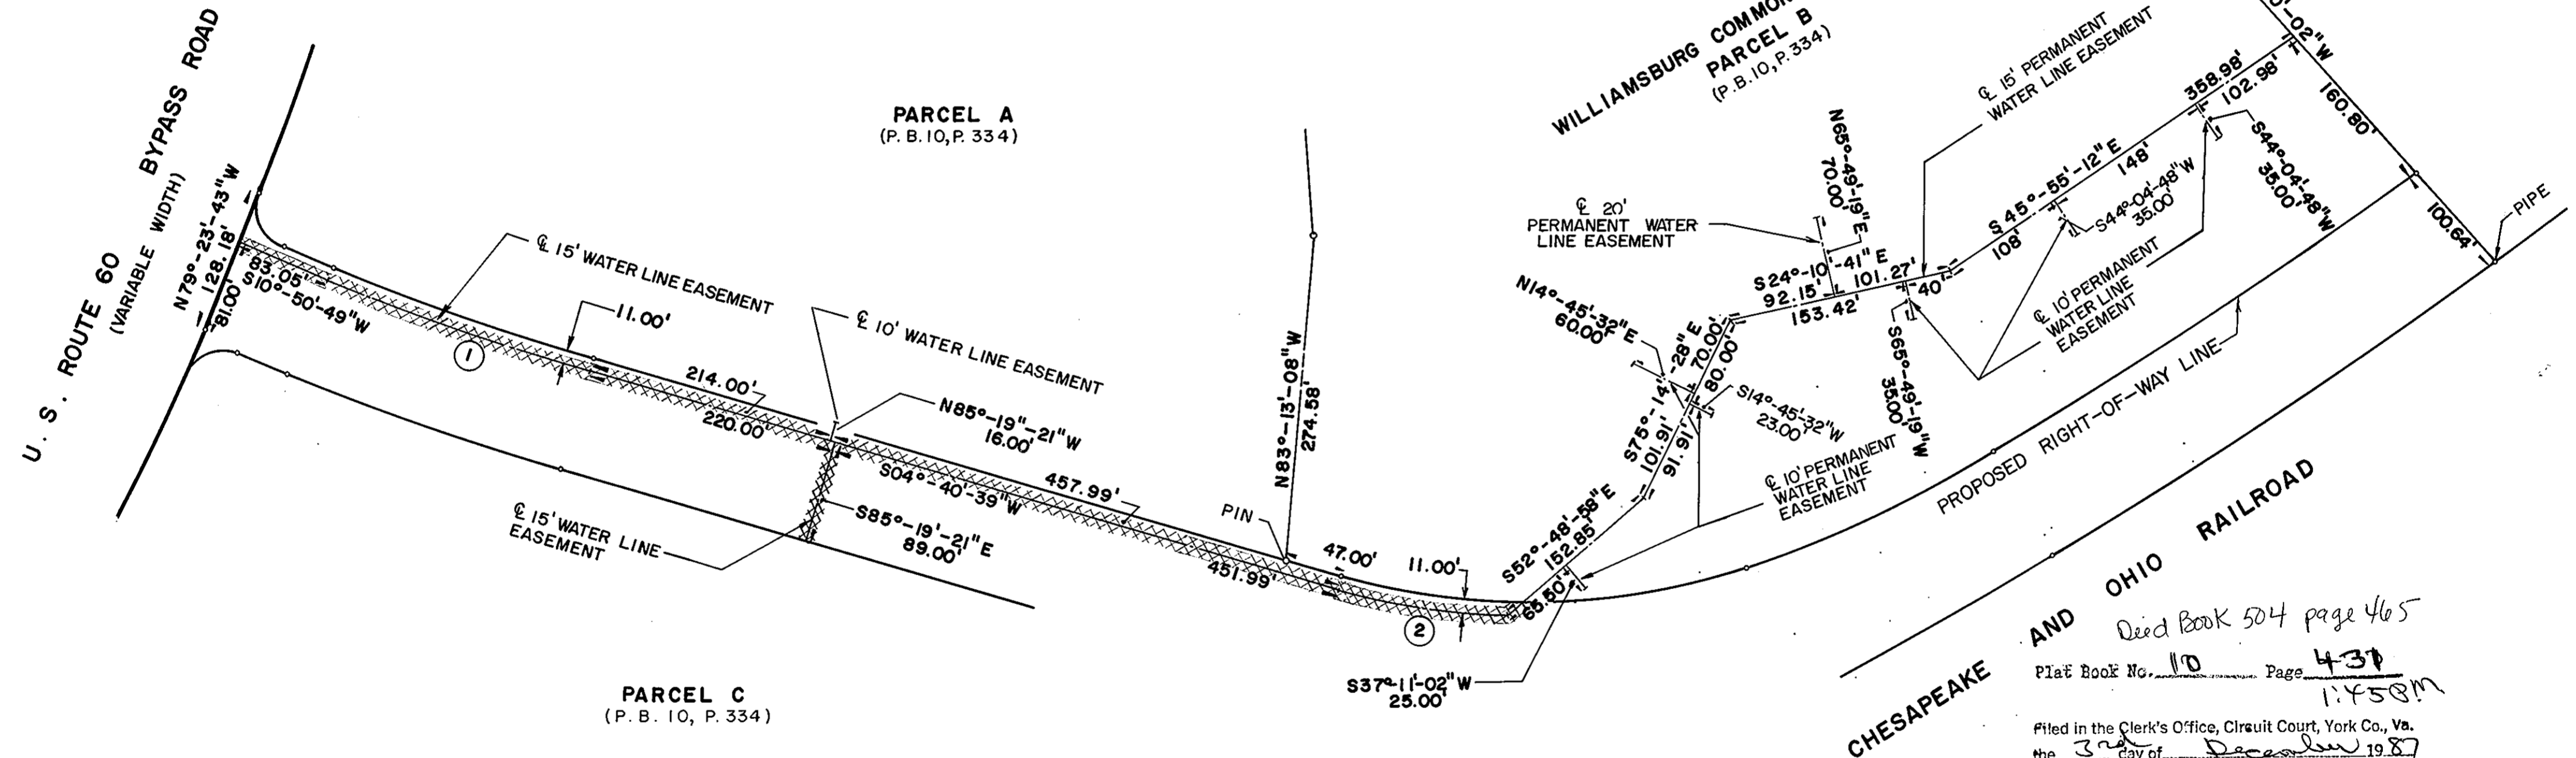 U. S. ROUTE 60 BYPASS ROAD
(VARIABLE WIDTH)
N79°-23'-43"W
128.18'
81.00'
83.05'
S10°-50'-49"W
℄ 15' WATER LINE EASEMENT
1
11.00'
PARCEL A
(P. B. 10, P. 334)
℄ 10' WATER LINE EASEMENT
214.00'
220.00'
N85°-19"-21"W
16.00'
S04°-40'-39"W
457.99'
451.99'
℄ 15' WATER LINE
EASEMENT
S85°-19'-21"E
89.00'
PARCEL C
(P. B. 10, P. 334)
N83°-13'-08"W
274.58'
PIN
47.00'
11.00'
2
S37°-11'-02"W
25.00'
S52°-48'-58"E
152.85'
65.50'
WILLIAMSBURG COMMON
PARCEL B
(P. B. 10, P. 334)
℄ 20'
PERMANENT WATER
LINE EASEMENT
N65°-49'-19"E
70.00'
N14°-45'-32"E
60.00'
S75°-14'-28"E
70.00'
80.00'
101.91'
91.91'
S14°-45'-32"W
23.00'
℄ 10' PERMANENT
WATER LINE
EASEMENT
S24°-10'-41"E
92.15'
101.27'
153.42'
40'
S65°-49'-19"W
35.00'
℄ 15' PERMANENT
WATER LINE EASEMENT
S45°-55'-12"E
358.98'
108'
148'
102.98'
S44°-04'-48"W
35.00'
S44°-04'-48"W
35.00'
℄ 10' PERMANENT
WATER LINE
EASEMENT
-02"W
160.80'
100.64'
PIPE
PROPOSED RIGHT-OF-WAY LINE
CHESAPEAKE AND OHIO RAILROAD
Deed Book 504 page 465
Plat Book No. 10 Page 431
1:45 PM
Filed in the Clerk's Office, Circuit Court, York Co., Va.
the 3rd day of December 1987